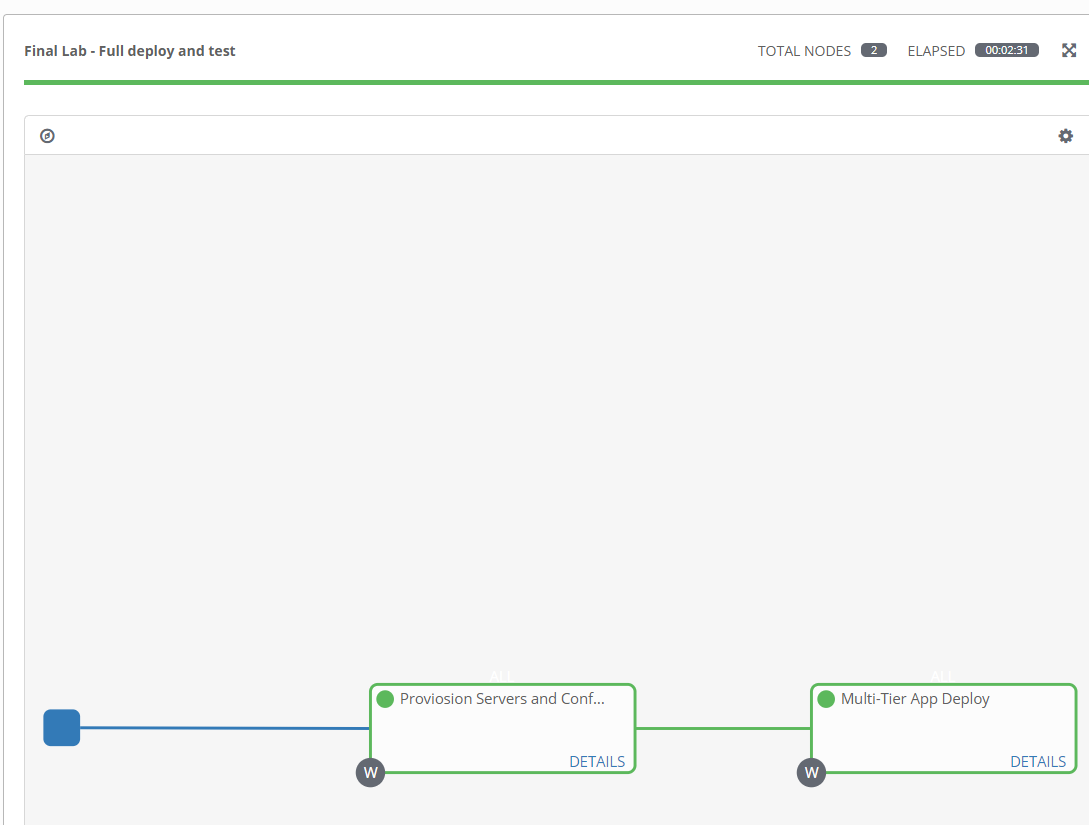 Final Lab - Full deploy and test
TOTAL NODES 2 ELAPSED 00:02:31
ALL
ALL
Proviosion Servers and Conf...
Multi-Tier App Deploy
DETAILS
DETAILS
W
W